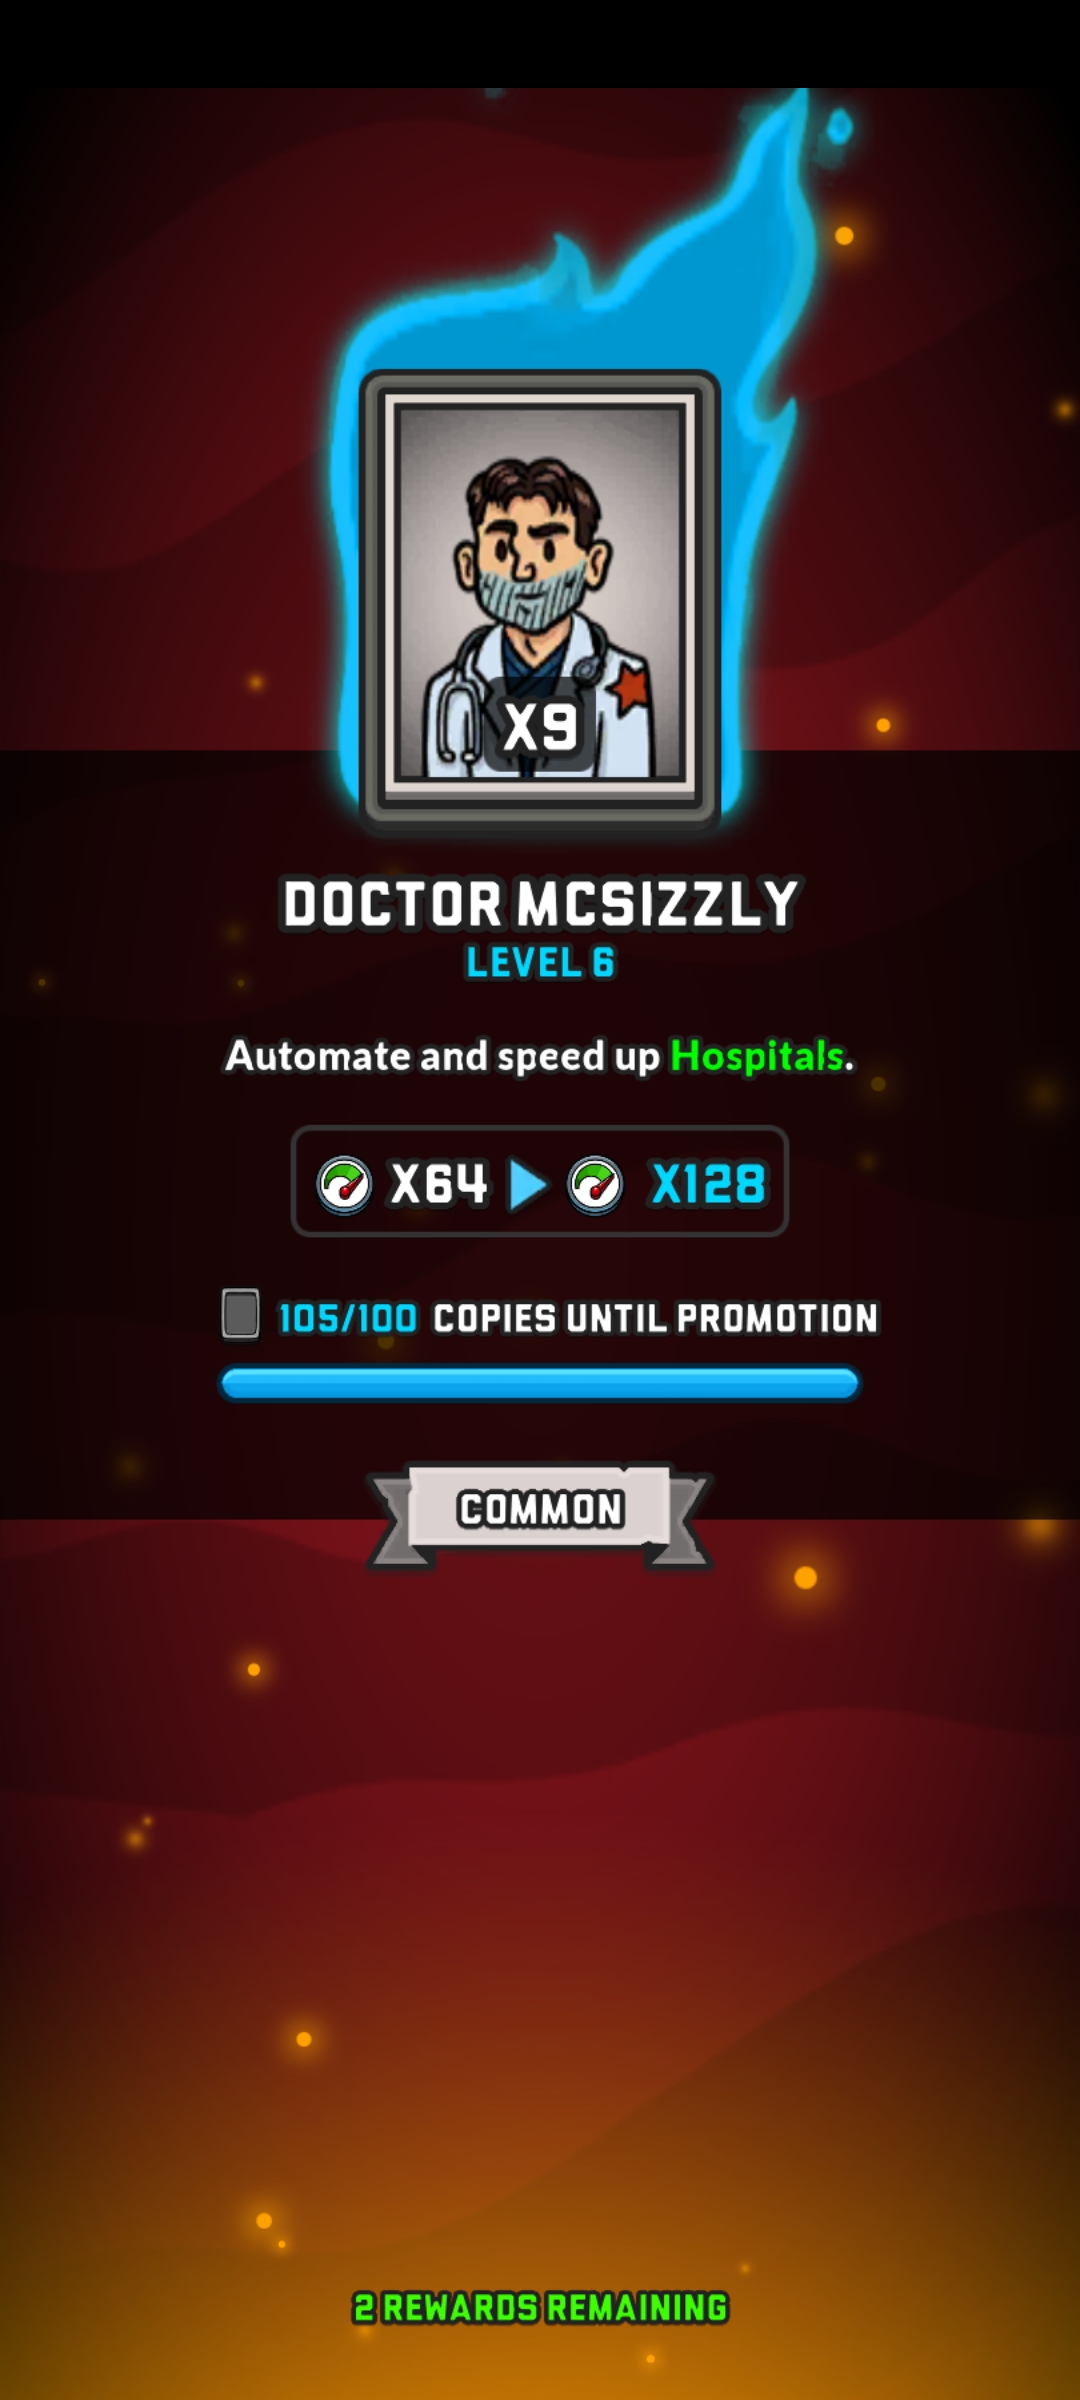 X9
DOCTOR MCSIZZLY
LEVEL 6
Automate and speed up Hospitals.
X64 X128
105/100 COPIES UNTIL PROMOTION
COMMON
2 REWARDS REMAINING